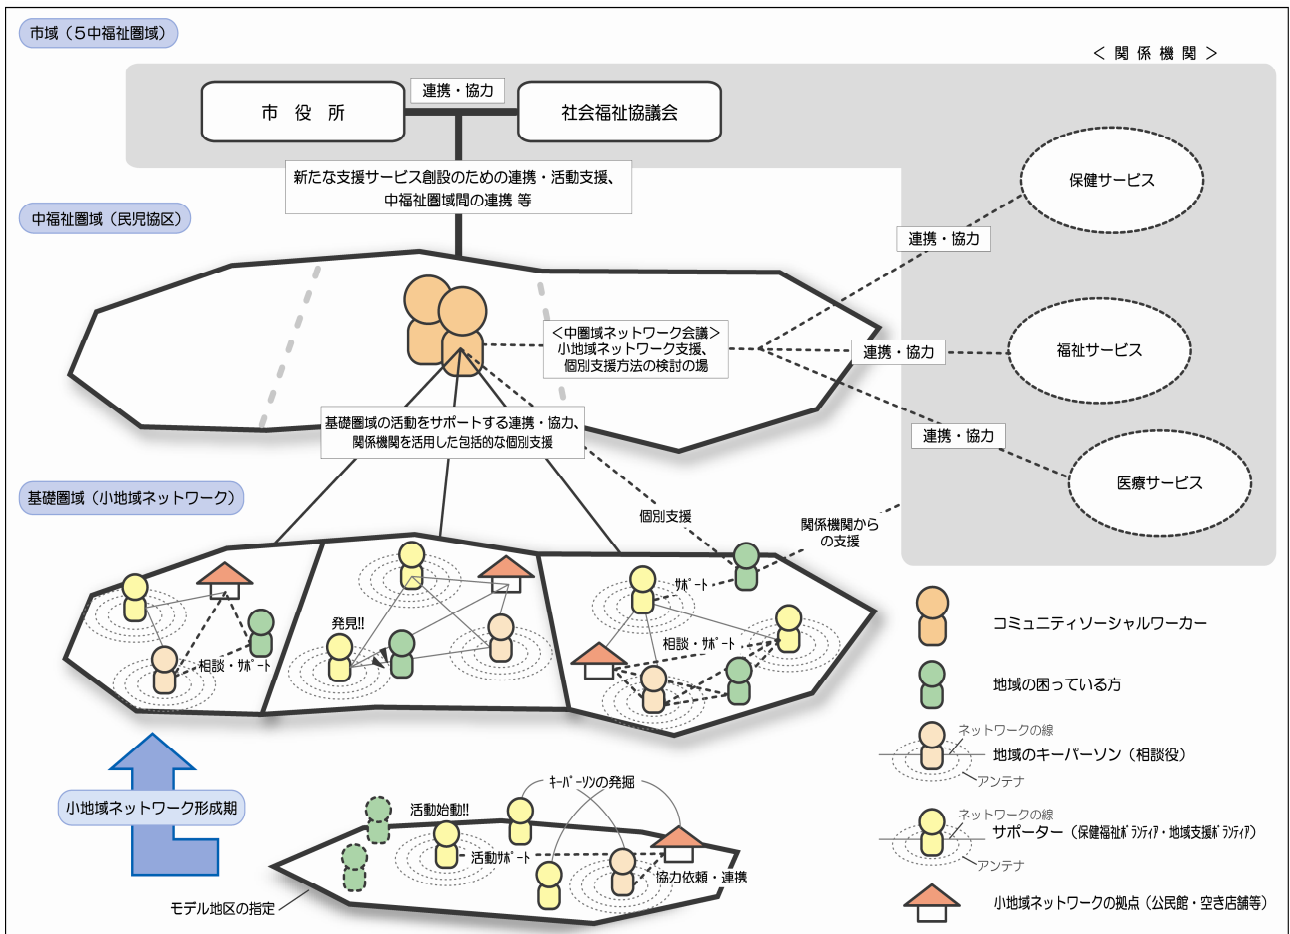 市域（５中福祉圏域）
＜ 関 係 機 関 ＞
市　役　所
連携・協力
社会福祉協議会
新たな支援サービス創設のための連携・活動支援、
中福祉圏域間の連携 等
保健サービス
中福祉圏域（民児協区）
連携・協力
＜中圏域ネットワーク会議＞
小地域ネットワーク支援、
個別支援方法の検討の場
連携・協力
福祉サービス
基礎圏域の活動をサポートする連携・協力、
関係機関を活用した包括的な個別支援
連携・協力
医療サービス
基礎圏域（小地域ネットワーク）
個別支援
関係機関から
の支援
サポート
発見!!
相談・サポート
相談・サポート
コミュニティソーシャルワーカー
地域の困っている方
ネットワークの線
地域のキーパーソン（相談役）
アンテナ
小地域ネットワーク形成期
キーパーソンの発掘
活動始動!!
活動サポート
協力依頼・連携
モデル地区の指定
ネットワークの線
サポーター（保健福祉ボランティア・地域支援ボランティア）
アンテナ
小地域ネットワークの拠点（公民館・空き店舗等）